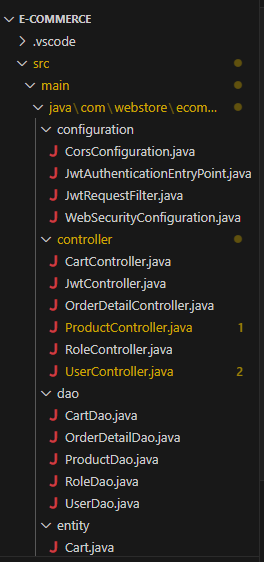 E-COMMERCE
.vscode
src
main
java\com\webstore\ecom...
configuration
CorsConfiguration.java
JwtAuthenticationEntryPoint.java
JwtRequestFilter.java
WebSecurityConfiguration.java
controller
CartController.java
JwtController.java
OrderDetailController.java
ProductController.java 1
RoleController.java
UserController.java 2
dao
CartDao.java
OrderDetailDao.java
ProductDao.java
RoleDao.java
UserDao.java
entity
Cart.java